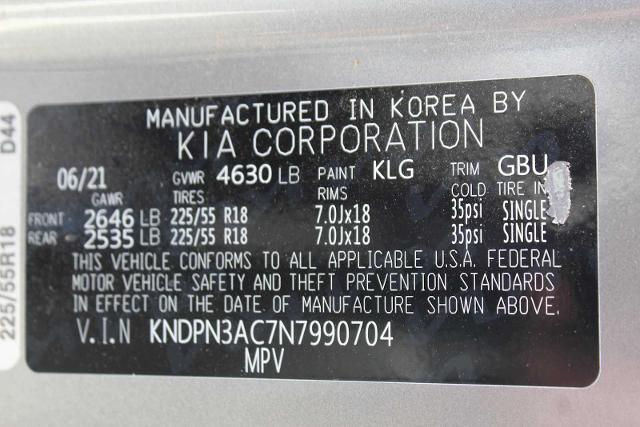 MANUFACTURED IN KOREA BY
KIA CORPORATION
06/21 GVWR 4630 LB PAINT KLG TRIM GBU
GAWR TIRES RIMS COLD TIRE IN
FRONT 2646 LB 225/55 R18 7.0Jx18 35psi SINGLE
REAR 2535 LB 225/55 R18 7.0Jx18 35psi SINGLE
THIS VEHICLE CONFORMS TO ALL APPLICABLE U.S.A. FEDERAL
MOTOR VEHICLE SAFETY AND THEFT PREVENTION STANDARDS
IN EFFECT ON THE DATE OF MANUFACTURE SHOWN ABOVE.
V.I.N KNDPN3AC7N7990704
MPV
225/55R18 D44